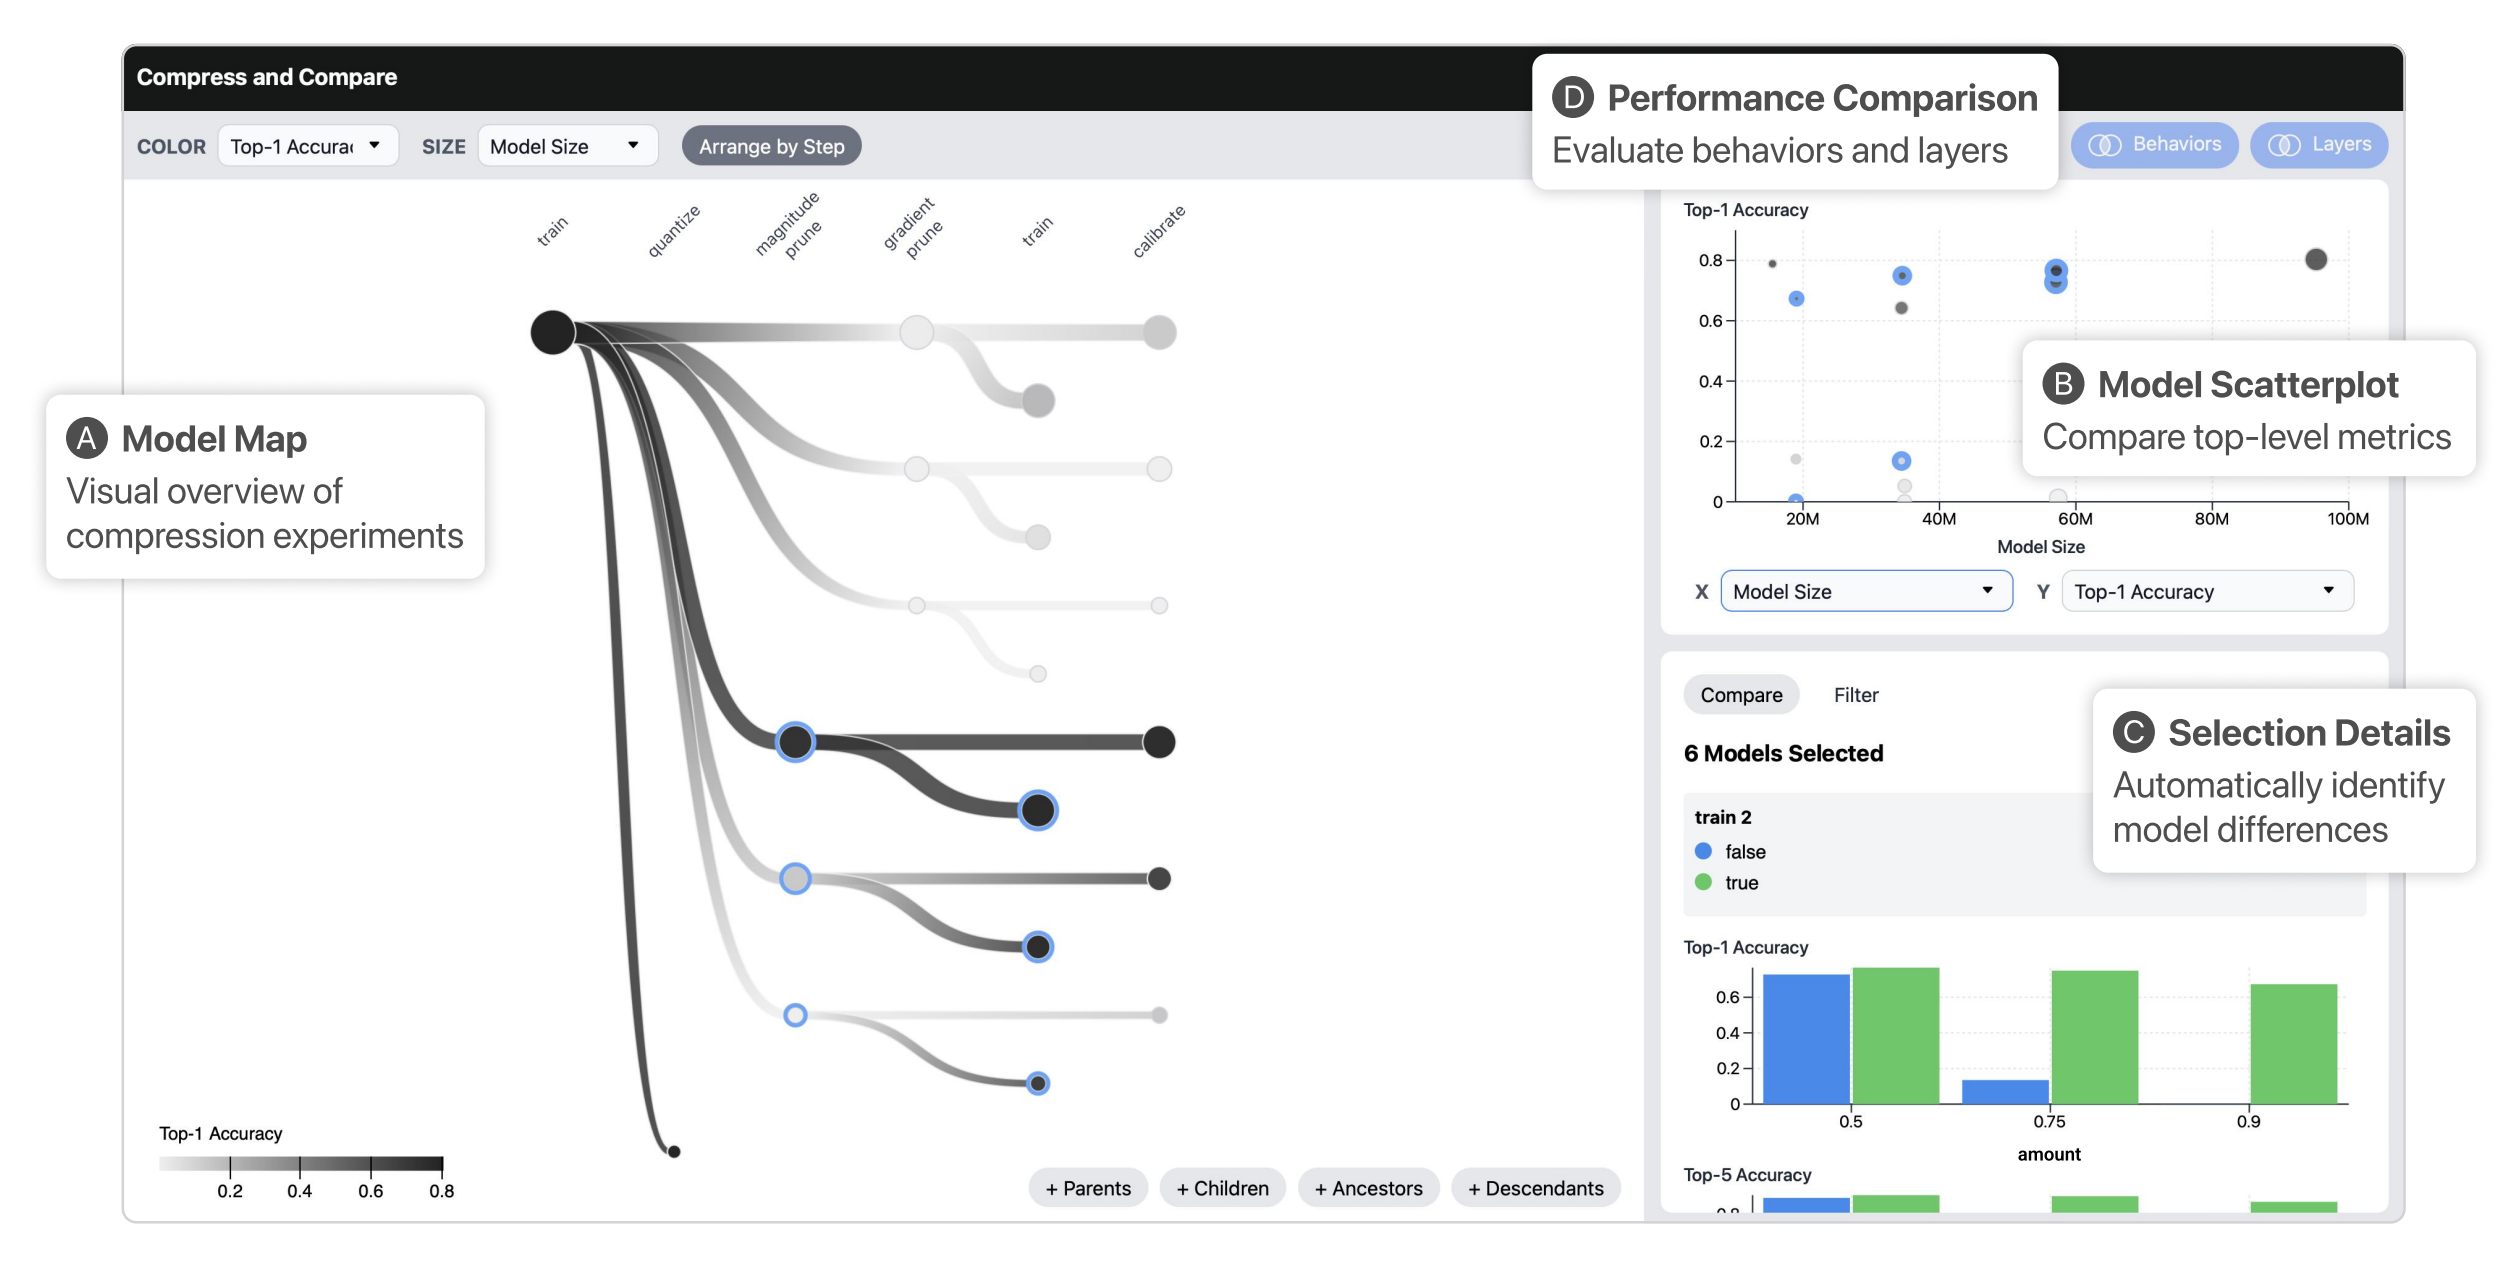 Compress and Compare
COLOR
Top-1 Accurac
SIZE
Model Size
Arrange by Step
D Performance Comparison
Evaluate behaviors and layers
Behaviors
Layers
train
quantize
magnitude
prune
gradient
prune
train
calibrate
A Model Map
Visual overview of
compression experiments
Top-1 Accuracy
0.2 0.4 0.6 0.8
+ Parents
+ Children
+ Ancestors
+ Descendants
Top-1 Accuracy
0.8
0.6
0.4
0.2
0
20M 40M 60M 80M 100M
Model Size
B Model Scatterplot
Compare top-level metrics
X
Model Size
Y
Top-1 Accuracy
Compare
Filter
6 Models Selected
C Selection Details
Automatically identify
model differences
train 2
false
true
Top-1 Accuracy
0.6
0.4
0.2
0
0.5 0.75 0.9
amount
Top-5 Accuracy